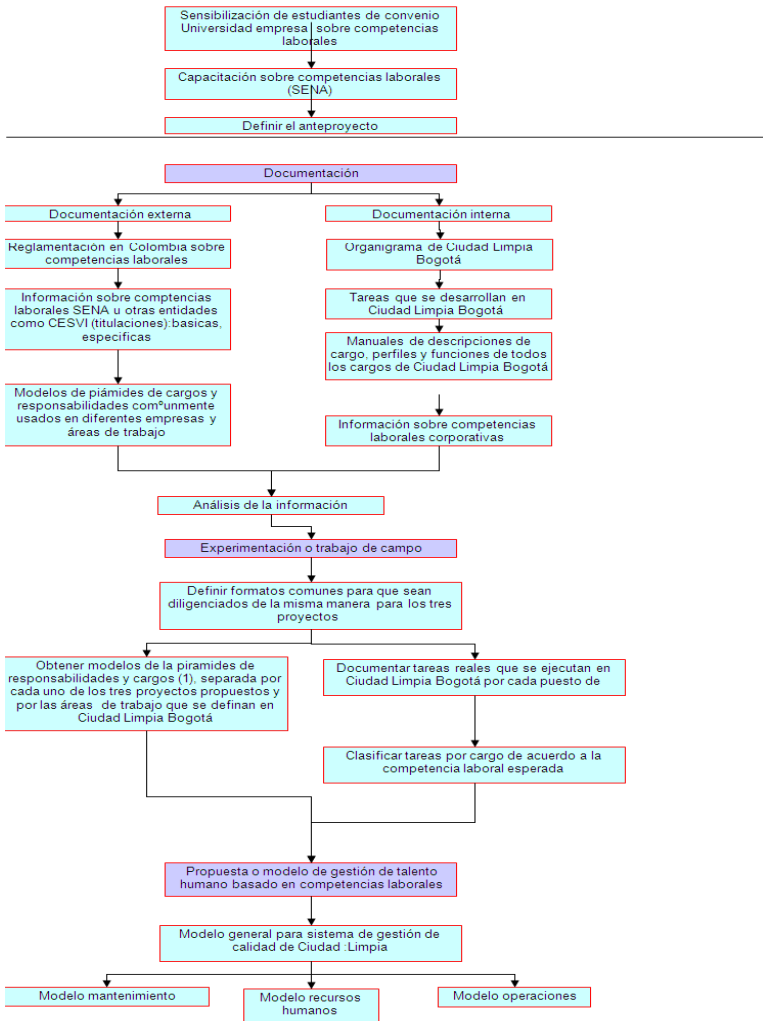 Sensibilización de estudiantes de convenio
Universidad empresa sobre competencias
laborales
Capacitación sobre competencias laborales
(SENA)
Definir el anteproyecto
Documentación
Documentación externa
Documentación interna
Reglamentación en Colombia sobre
competencias laborales
Organigrama de Ciudad Limpia
Bogotá
Información sobre comptencias
laborales SENA u otras entidades
como CESVI (titulaciones):basicas,
especificas
Tareas que se desarrollan en
Ciudad Limpia Bogotá
Manuales de descripciones de
cargo, perfiles y funciones de todos
los cargos de Ciudad Limpia Bogotá
Modelos de piámides de cargos y
responsabilidades comºunmente
usados en diferentes empresas y
áreas de trabajo
Información sobre competencias
laborales corporativas
Análisis de la información
Experimentación o trabajo de campo
Definir formatos comunes para que sean
diligenciados de la misma manera para los tres
proyectos
Obtener modelos de la piramides de
responsabilidades y cargos (1), separada por
cada uno de los tres proyectos propuestos y
por las áreas de trabajo que se definan en
Ciudad Limpia Bogotá
Documentar tareas reales que se ejecutan en
Ciudad Limpia Bogotá por cada puesto de
Clasificar tareas por cargo de acuerdo a la
competencia laboral esperada
Propuesta o modelo de gestión de talento
humano basado en competencias laborales
Modelo general para sistema de gestión de
calidad de Ciudad :Limpia
Modelo mantenimiento
Modelo recursos
humanos
Modelo operaciones